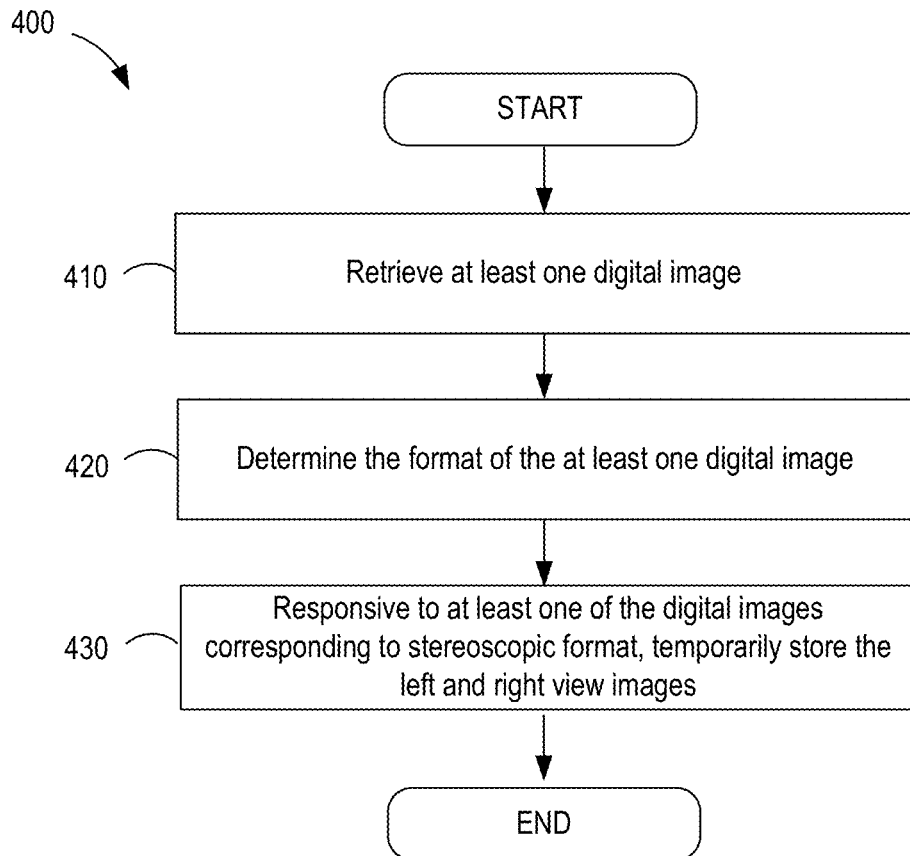 400
START
410
Retrieve at least one digital image
420
Determine the format of the at least one digital image
430
Responsive to at least one of the digital images
corresponding to stereoscopic format, temporarily store the
left and right view images
END